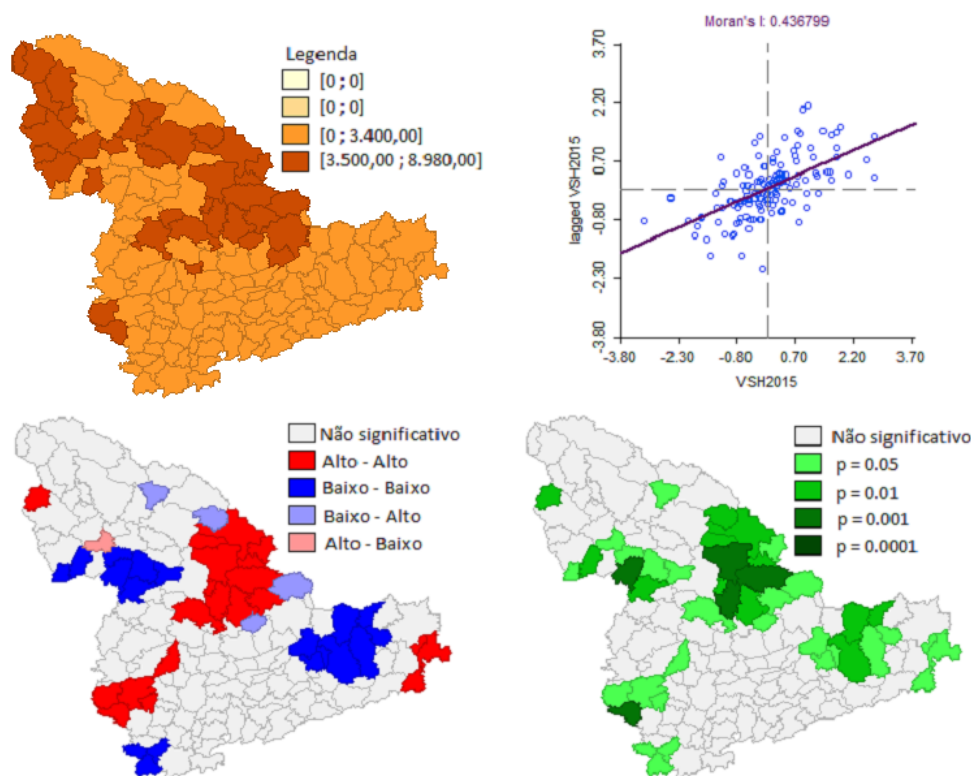 Legenda
[0 ; 0]
[0 ; 0]
[0 ; 3.400,00]
[3.500,00 ; 8.980,00]
Moran's I: 0.436799
3.70
2.20
0.70
-0.80
-2.30
-3.80
lagged VSH2015
-3.80
-2.30
-0.80
0.70
2.20
3.70
VSH2015
Não significativo
Alto - Alto
Baixo - Baixo
Baixo - Alto
Alto - Baixo
Não significativo
p = 0.05
p = 0.01
p = 0.001
p = 0.0001